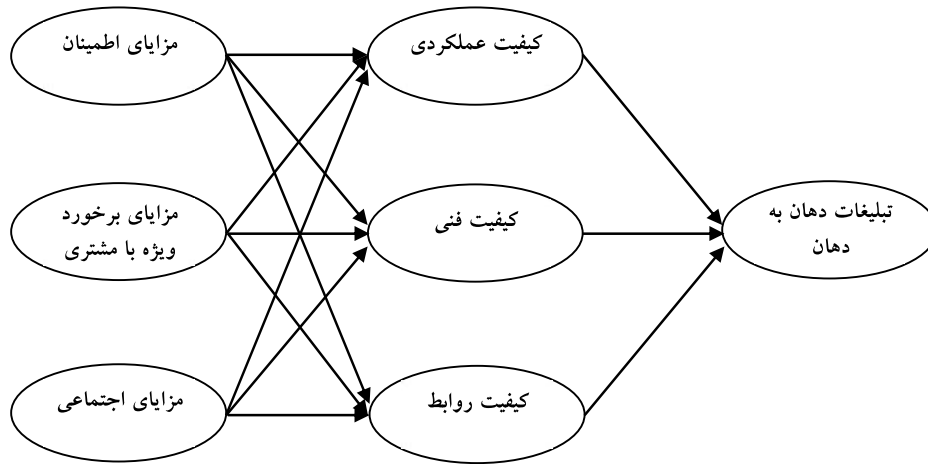 مزایای اطمینان
کیفیت عملکردی
مزایای برخورد
ویژه با مشتری
کیفیت فنی
تبلیغات دهان به
دهان
مزایای اجتماعی
کیفیت روابط